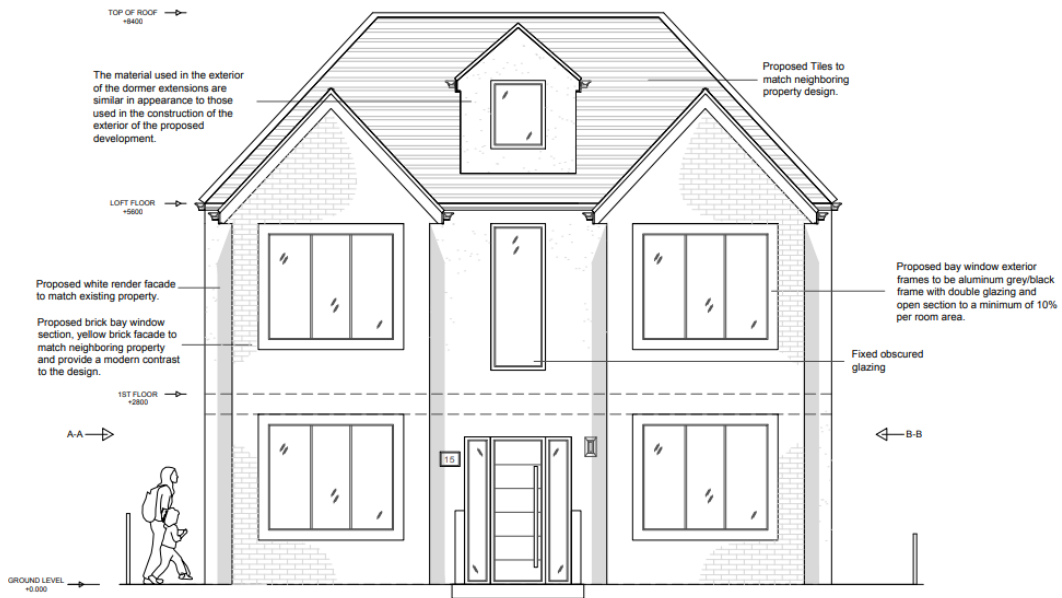 TOP OF ROOF
+8400
The material used in the exterior
of the dormer extensions are
similar in appearance to those
used in the construction of the
exterior of the proposed
development.
Proposed Tiles to
match neighboring
property design.
LOFT FLOOR
+5600
Proposed white render facade
to match existing property.
Proposed brick bay window
section, yellow brick facade to
match neighboring property
and provide a modern contrast
to the design.
Proposed bay window exterior
frames to be aluminum grey/black
frame with double glazing and
open section to a minimum of 10%
per room area.
Fixed obscured
glazing
1ST FLOOR
+2800
A-A
B-B
15
GROUND LEVEL
+0.000